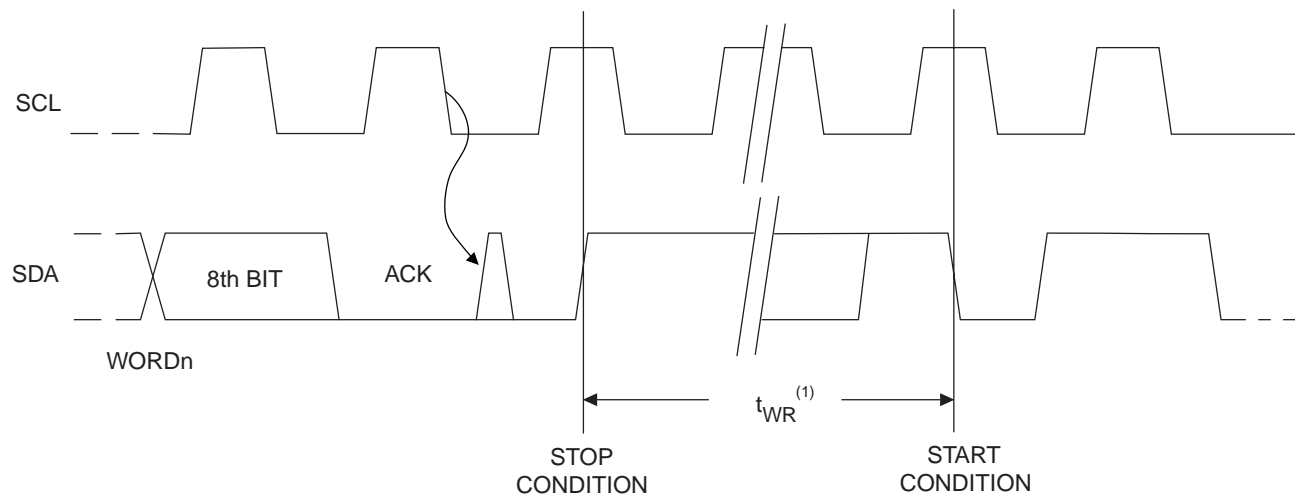 SCL
SDA
8th BIT
ACK
WORDn
tWR(1)
STOP
CONDITION
START
CONDITION